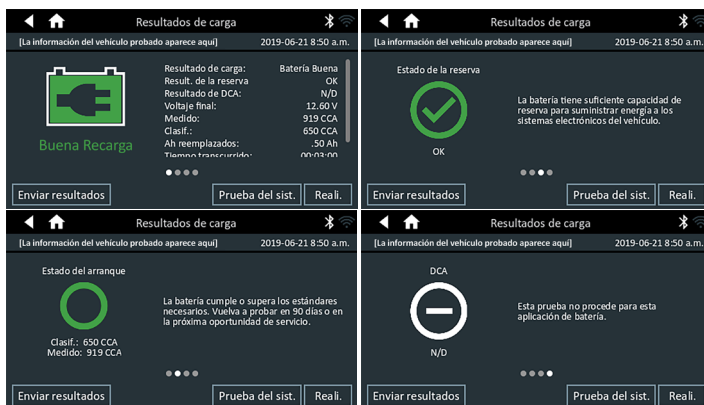 Resultados de carga
[La información del vehículo probado aparece aquí] 2019-06-21 8:50 a.m.
Buena Recarga
Resultado de carga: Batería Buena
Result. de la reserva OK
Resultado de DCA: N/D
Voltaje final: 12.60 V
Medido: 919 CCA
Clasif.: 650 CCA
Ah reemplazados: .50 Ah
Tiempo transcurrido: 00:03:00
Enviar resultados Prueba del sist. Reali.
Resultados de carga
[La información del vehículo probado aparece aquí] 2019-06-21 8:50 a.m.
Estado de la reserva
OK
La batería tiene suficiente capacidad de
reserva para suministrar energía a los
sistemas electrónicos del vehículo.
Enviar resultados Prueba del sist. Reali.
Resultados de carga
[La información del vehículo probado aparece aquí] 2019-06-21 8:50 a.m.
Estado del arranque
Clasif.: 650 CCA
Medido: 919 CCA
La batería cumple o supera los estándares
necesarios. Vuelva a probar en 90 días o en
la próxima oportunidad de servicio.
Enviar resultados Prueba del sist. Reali.
Resultados de carga
[La información del vehículo probado aparece aquí] 2019-06-21 8:50 a.m.
DCA
N/D
Esta prueba no procede para esta
aplicación de batería.
Enviar resultados Prueba del sist. Reali.